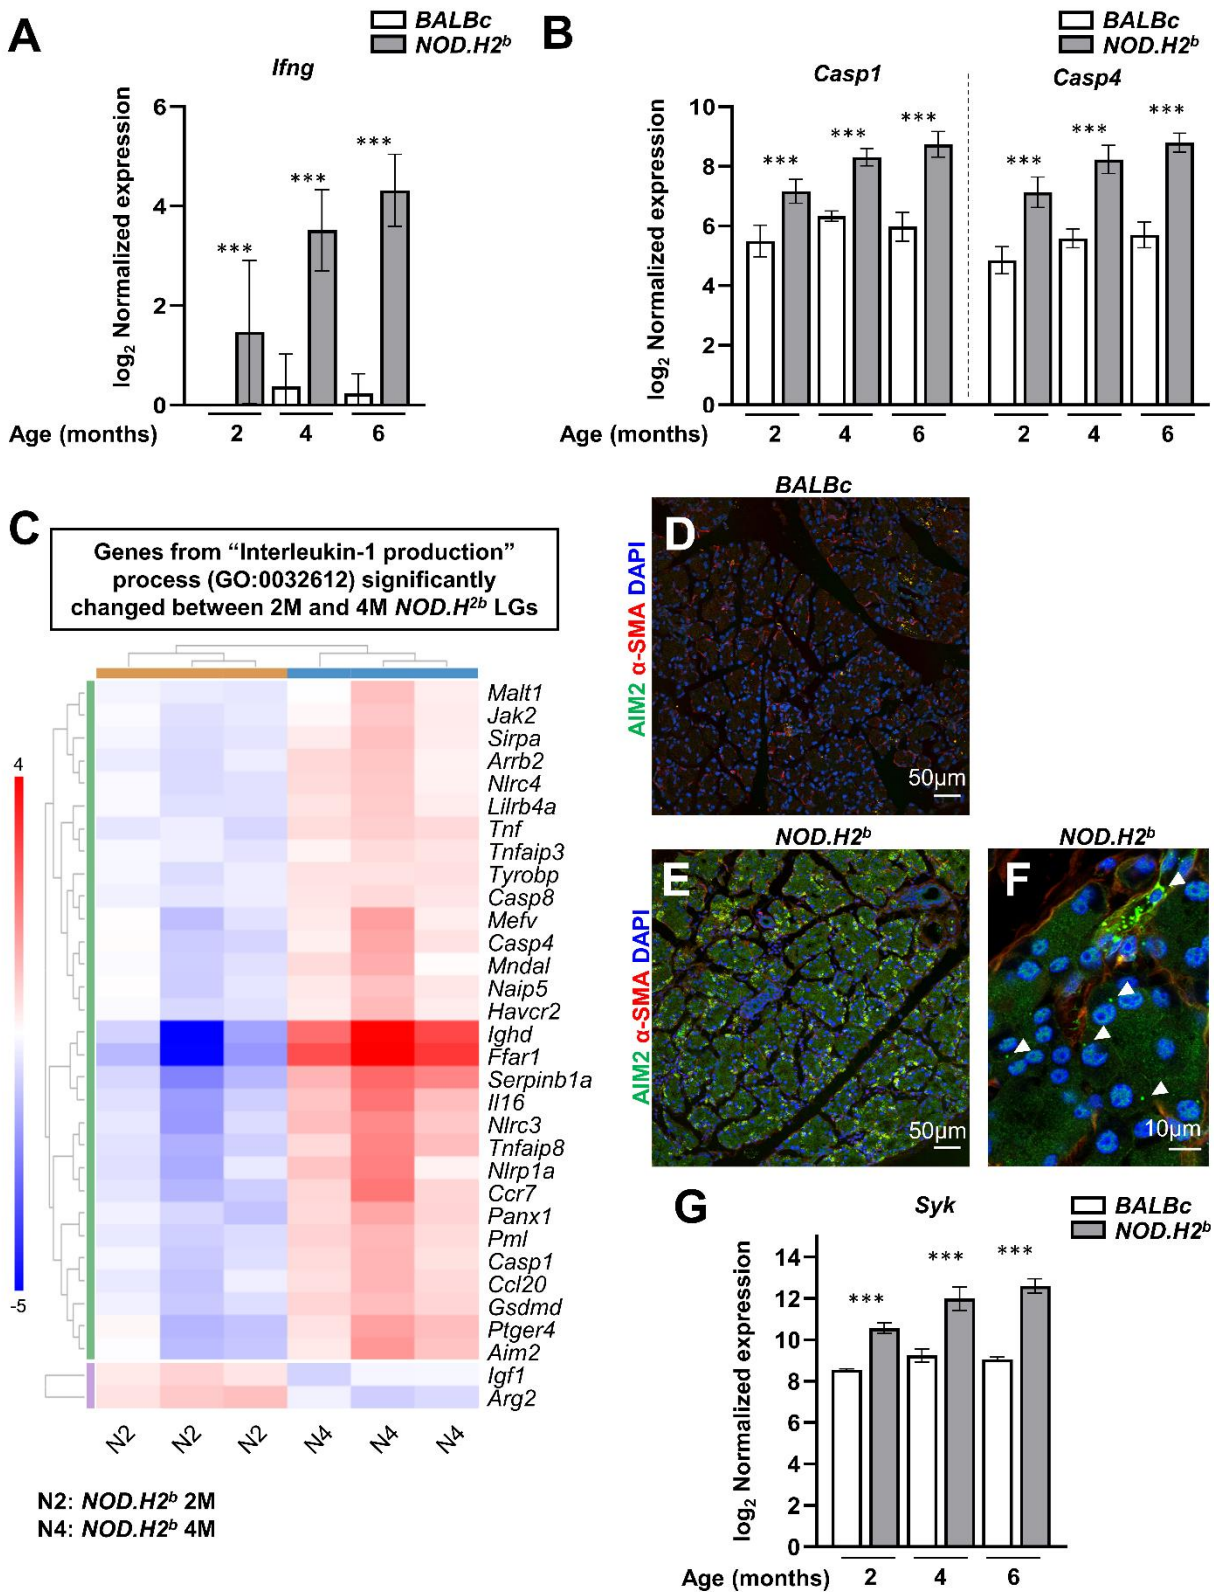 A
BALBc
NOD.H2ᵇ
Ifng
log₂ Normalized expression
6
4
2
0
***
***
***
Age (months)
2
4
6
B
BALBc
NOD.H2ᵇ
Casp1
Casp4
log₂ Normalized expression
10
8
6
4
2
0
***
***
***
***
***
***
Age (months)
2
4
6
2
4
6
C
Genes from “Interleukin-1 production”
process (GO:0032612) significantly
changed between 2M and 4M NOD.H²ᵇ LGs
4
-5
Malt1
Jak2
Sirpa
Arrb2
Nlrc4
Lilrb4a
Tnf
Tnfaip3
Tyrobp
Casp8
Mefv
Casp4
Mndal
Naip5
Havcr2
Ighd
Ffar1
Serpinb1a
Il16
Nlrc3
Tnfaip8
Nlrp1a
Ccr7
Panx1
Pml
Casp1
Ccl20
Gsdmd
Ptger4
Aim2
Igf1
Arg2
N2
N2
N2
N4
N4
N4
N2: NOD.H2ᵇ 2M
N4: NOD.H2ᵇ 4M
BALBc
D
AIM2 α-SMA DAPI
50µm
NOD.H2ᵇ
E
AIM2 α-SMA DAPI
50µm
NOD.H2ᵇ
F
10µm
G
Syk
BALBc
NOD.H2ᵇ
log₂ Normalized expression
14
12
10
8
6
4
2
0
***
***
***
Age (months)
2
4
6